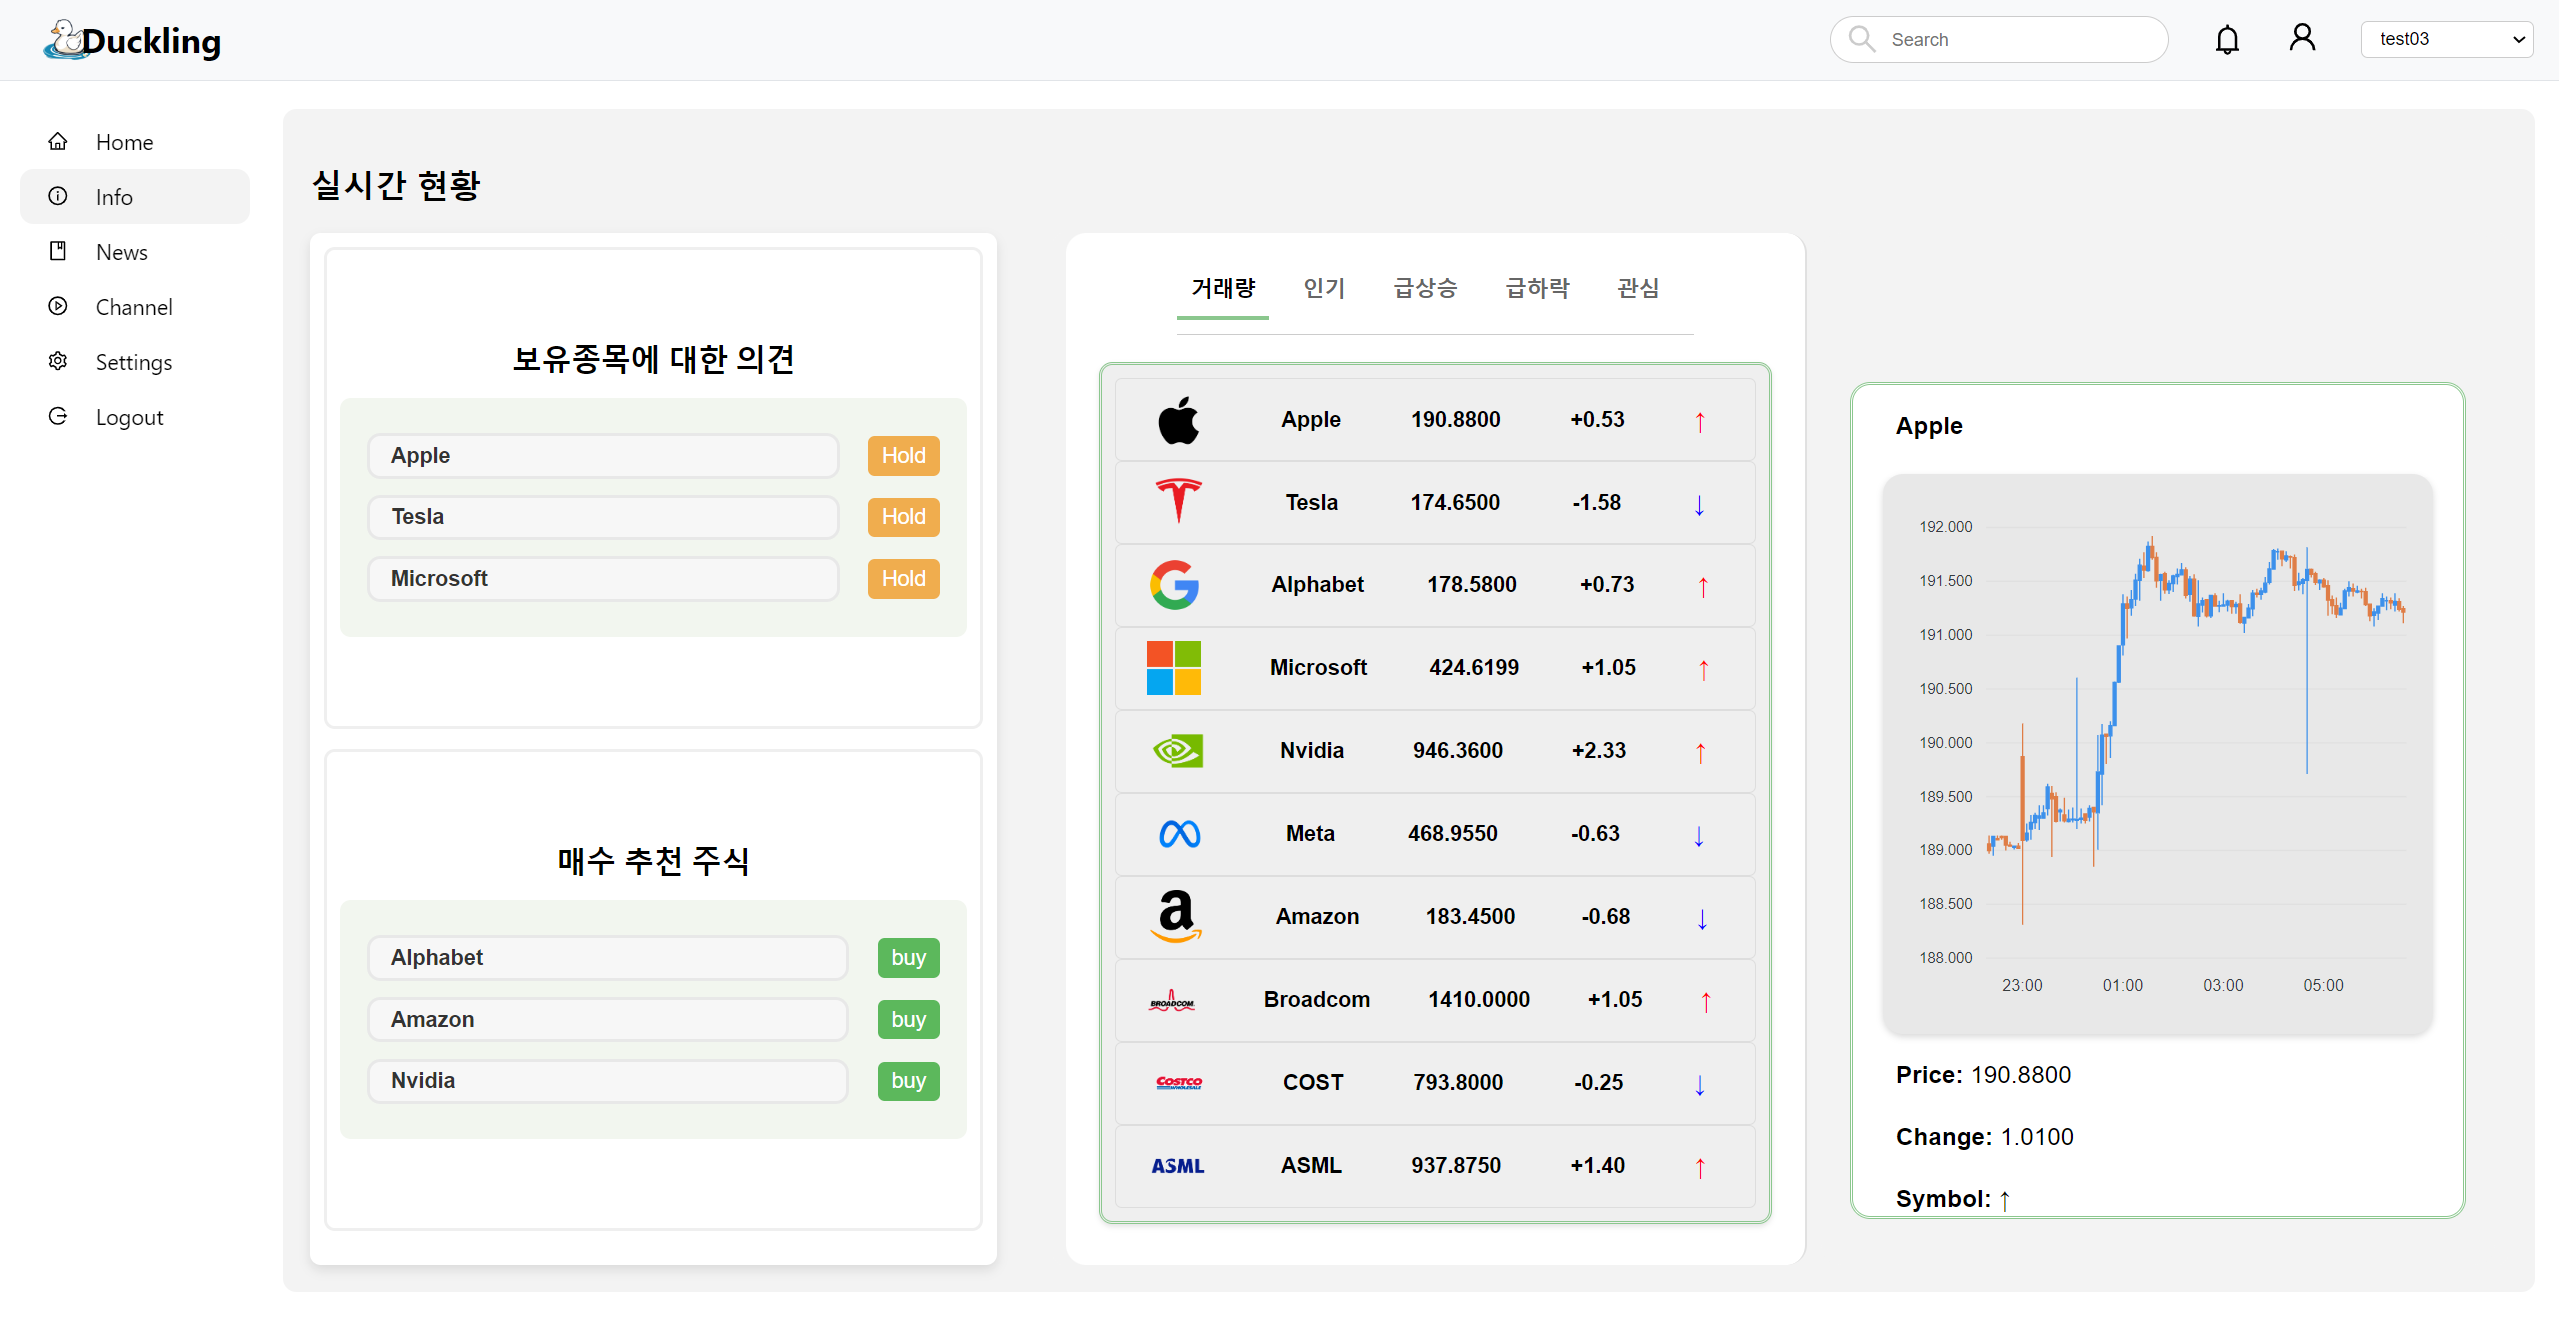 Duckling
Search
test03
Home
Info
News
Channel
Settings
Logout
실시간 현황
보유종목에 대한 의견
Apple Hold
Tesla Hold
Microsoft Hold
매수 추천 주식
Alphabet buy
Amazon buy
Nvidia buy
거래량 인기 급상승 급하락 관심
Apple 190.8800 +0.53 ↑
Tesla 174.6500 -1.58 ↓
Alphabet 178.5800 +0.73 ↑
Microsoft 424.6199 +1.05 ↑
Nvidia 946.3600 +2.33 ↑
Meta 468.9550 -0.63 ↓
a Amazon 183.4500 -0.68 ↓
BROADCOM Broadcom 1410.0000 +1.05 ↑
COSTCO WHOLESALE COST 793.8000 -0.25 ↓
ASML ASML 937.8750 +1.40 ↑
Apple
192.000
191.500
191.000
190.500
190.000
189.500
189.000
188.500
188.000
23:00 01:00 03:00 05:00
Price: 190.8800
Change: 1.0100
Symbol: ↑